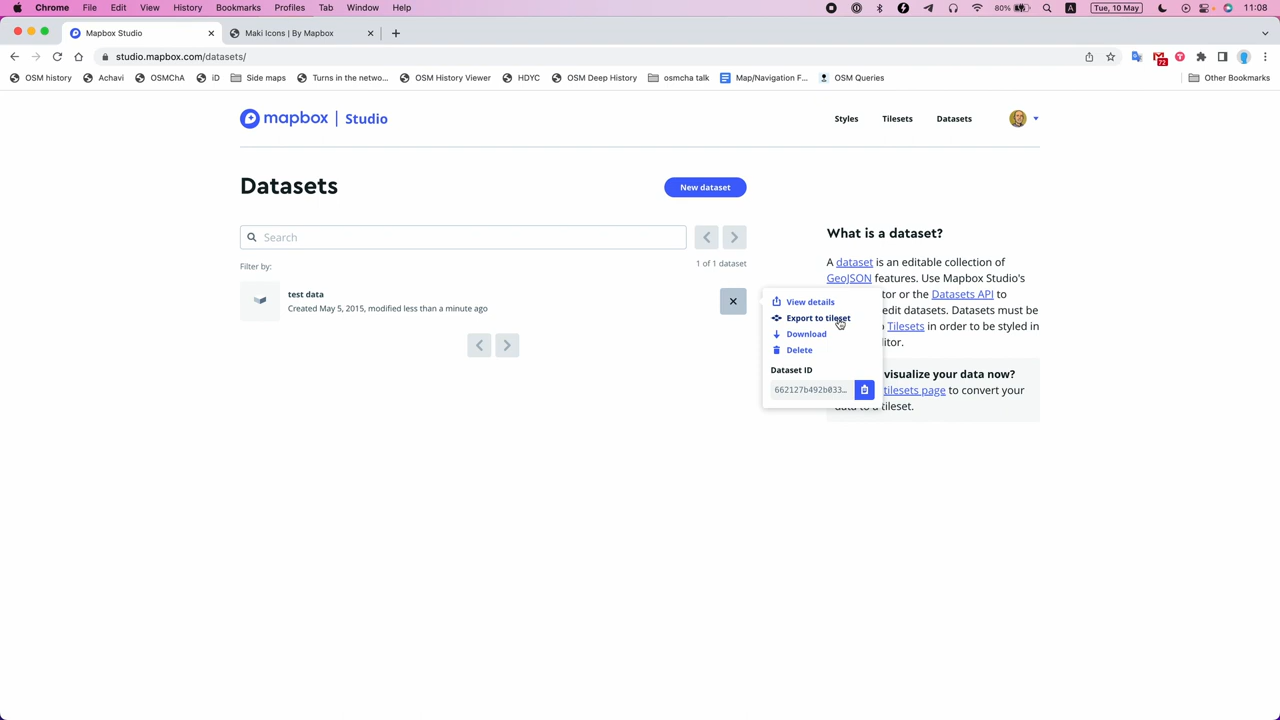 Chrome File Edit View History Bookmarks Profiles Tab Window Help 80% A Tue, 10 May 11:08
Mapbox Studio Maki Icons | By Mapbox
studio.mapbox.com/datasets/ 72
OSM history Achavi OSMCha iD Side maps Turns in the netwo... OSM History Viewer HDYC OSM Deep History osmcha talk Map/Navigation F... OSM Queries Other Bookmarks
mapbox | Studio Styles Tilesets Datasets
Datasets
New dataset
Search
1 of 1 dataset
Filter by:
test data
Created May 5, 2015, modified less than a minute ago
View details
Export to tileset
Download
Delete
Dataset ID
662127b492b033...
What is a dataset?
A dataset is an editable collection of
GeoJSON features. Use Mapbox Studio's
tor or the Datasets API to
edit datasets. Datasets must be
Tilesets in order to be styled in
itor.
visualize your data now?
tilesets page to convert your
data to a tileset.